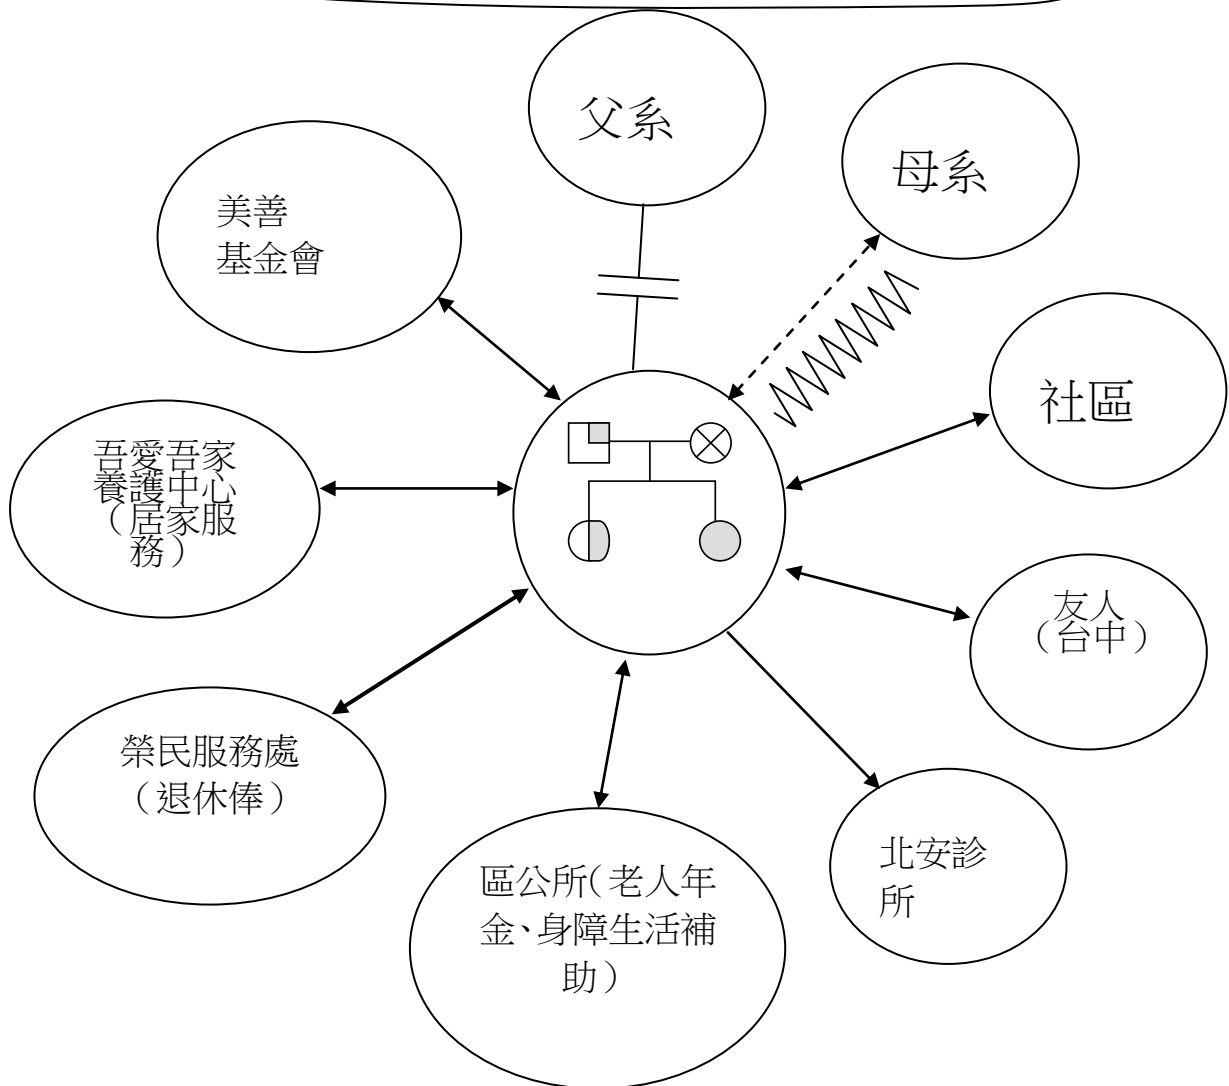 父系
母系
美善
基金會
社區
吾愛吾家
養護中心
（居家服
務）
友人
（台中）
榮民服務處
（退休俸）
北安診
所
區公所（老人年
金、身障生活補
助）